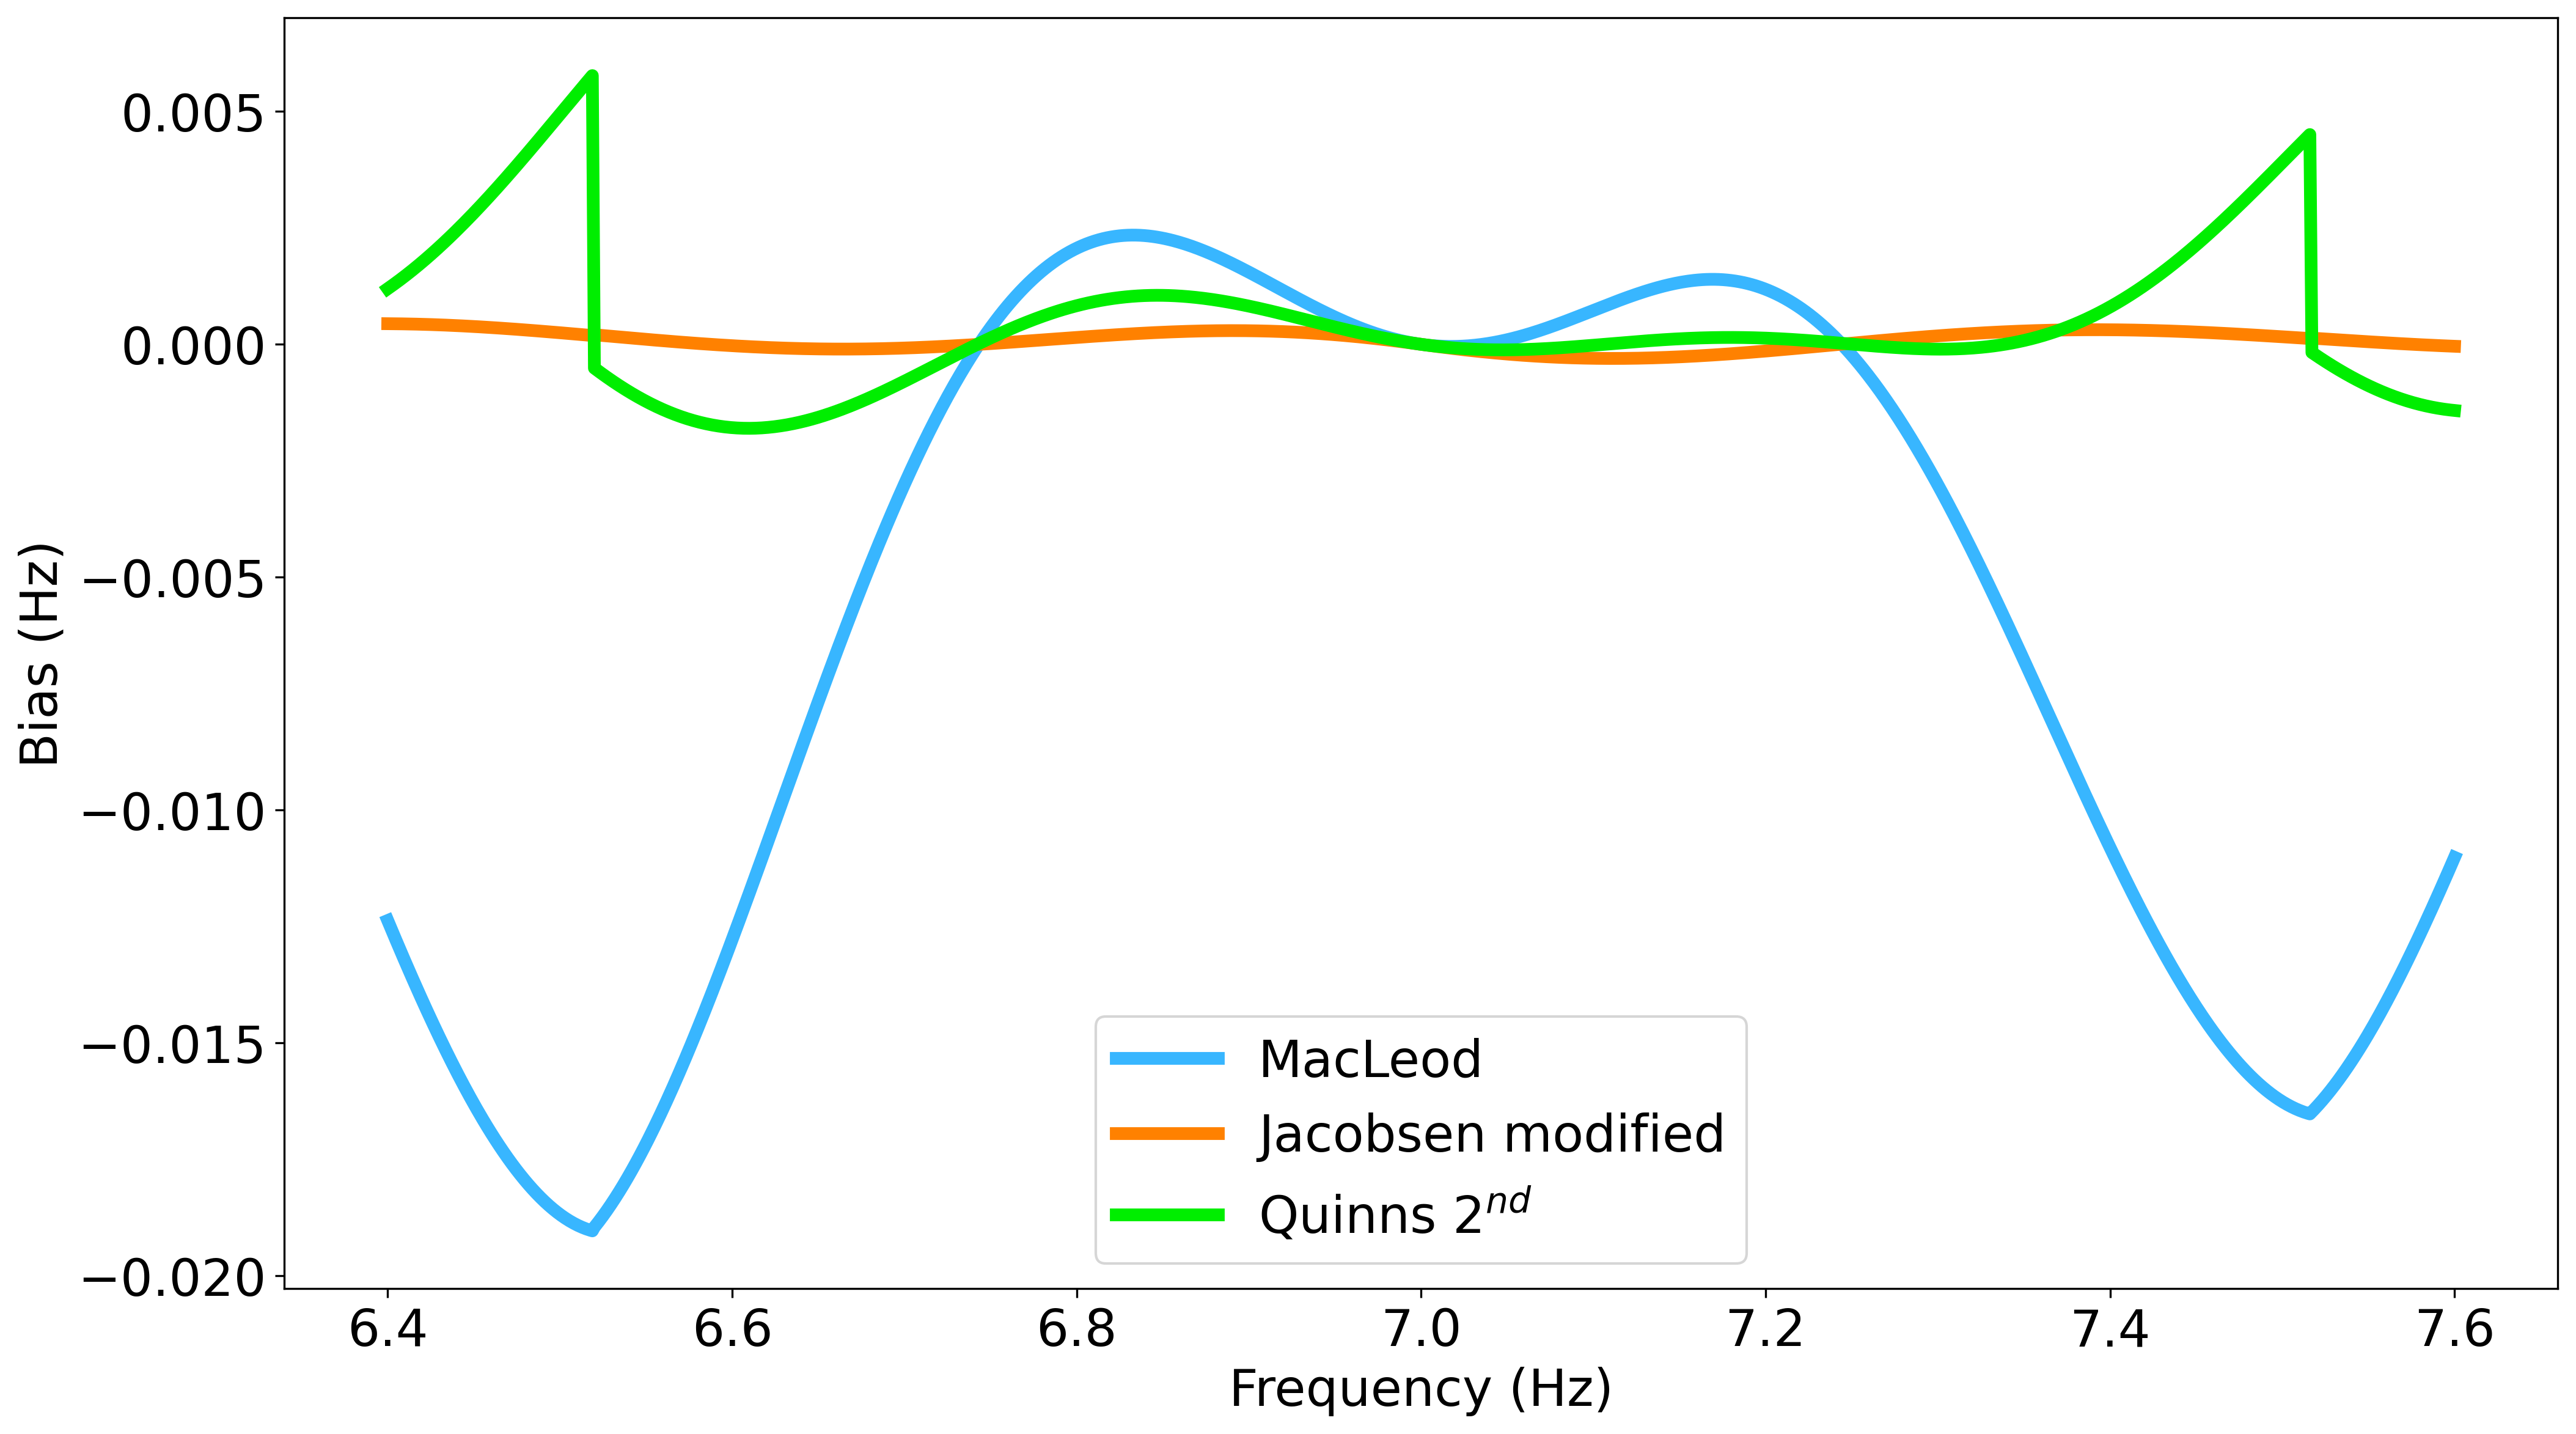 0.005
0.000
−0.005
−0.010
−0.015
−0.020
Bias (Hz)
MacLeod
Jacobsen modified
Quinns 2nd
6.4 6.6 6.8 7.0 7.2 7.4 7.6
Frequency (Hz)